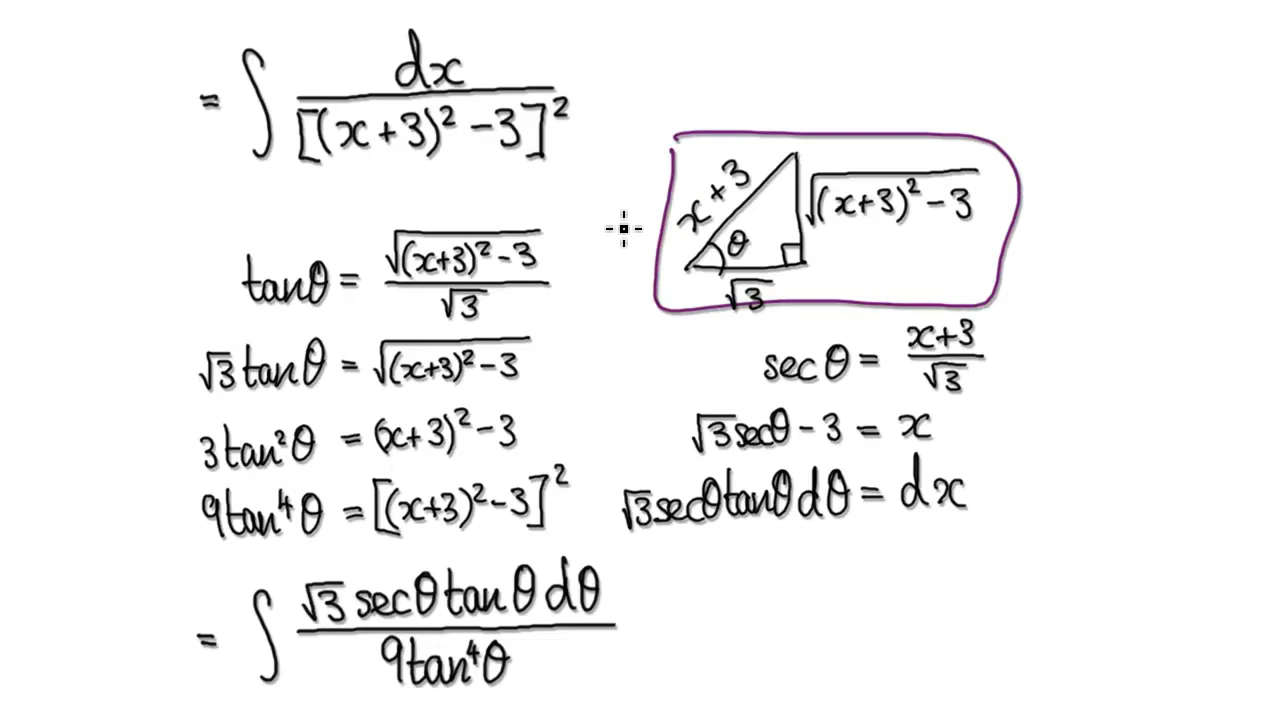 = ∫ dx / [(x+3)² - 3]²
x+3
√((x+3)² - 3)
θ
√3
tanθ = √((x+3)² - 3) / √3
√3 tanθ = √((x+3)² - 3)
secθ = (x+3) / √3
3tan²θ = (x+3)² - 3
√3 secθ - 3 = x
9tan⁴θ = [(x+3)² - 3]²
√3 secθ tanθ dθ = dx
= ∫ √3 secθ tanθ dθ / 9tan⁴θ